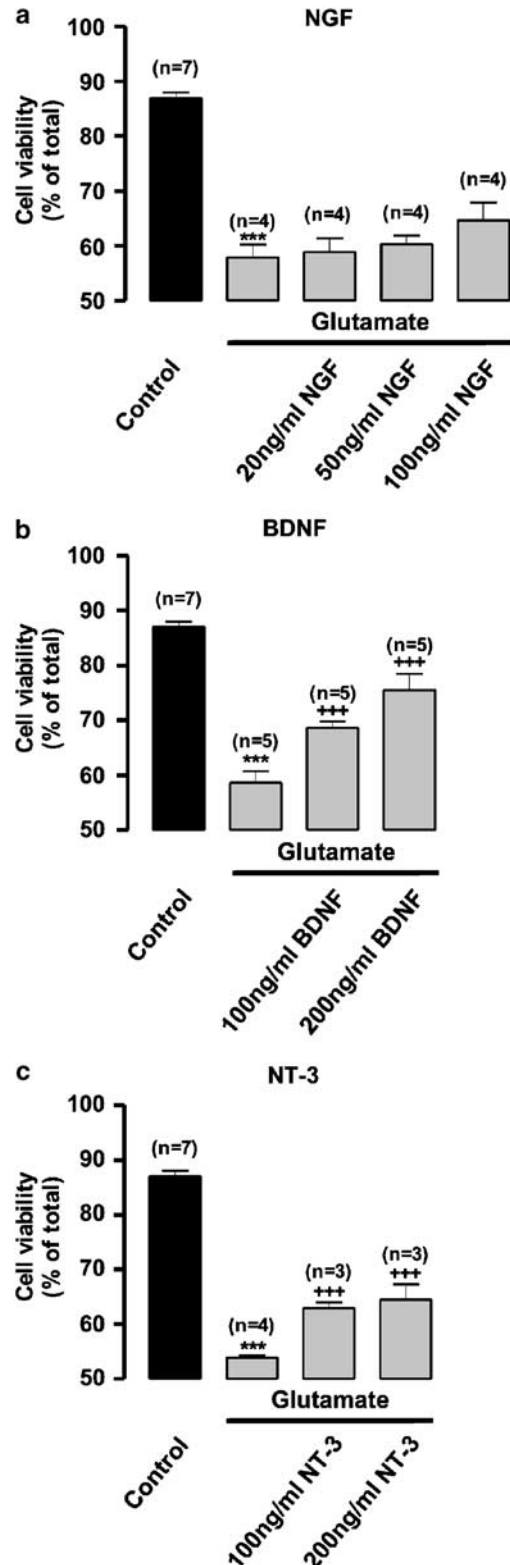 a
NGF
Cell viability
(% of total)
100
90
80
70
60
50
(n=7)
(n=4)
***
(n=4)
(n=4)
(n=4)
Glutamate
Control
20ng/ml NGF
50ng/ml NGF
100ng/ml NGF
b
BDNF
Cell viability
(% of total)
100
90
80
70
60
50
(n=7)
(n=5)
***
(n=5)
+++
(n=5)
+++
Glutamate
Control
100ng/ml BDNF
200ng/ml BDNF
c
NT-3
Cell viability
(% of total)
100
90
80
70
60
50
(n=7)
(n=4)
***
(n=3)
+++
(n=3)
+++
Glutamate
Control
100ng/ml NT-3
200ng/ml NT-3